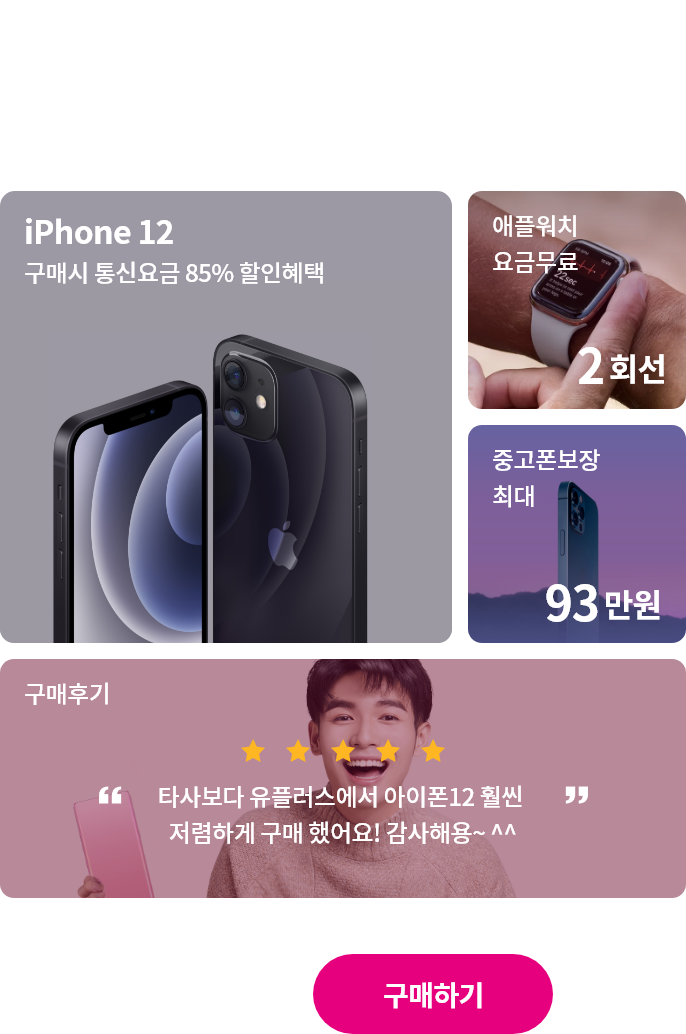 iPhone 12
구매시 통신요금 85% 할인혜택
애플워치
요금무료
2 회선
중고폰보장
최대
93 만원
구매후기
“ 타사보다 유플러스에서 아이폰12 훨씬 ”
저렴하게 구매 했어요! 감사해용~ ^^
구매하기